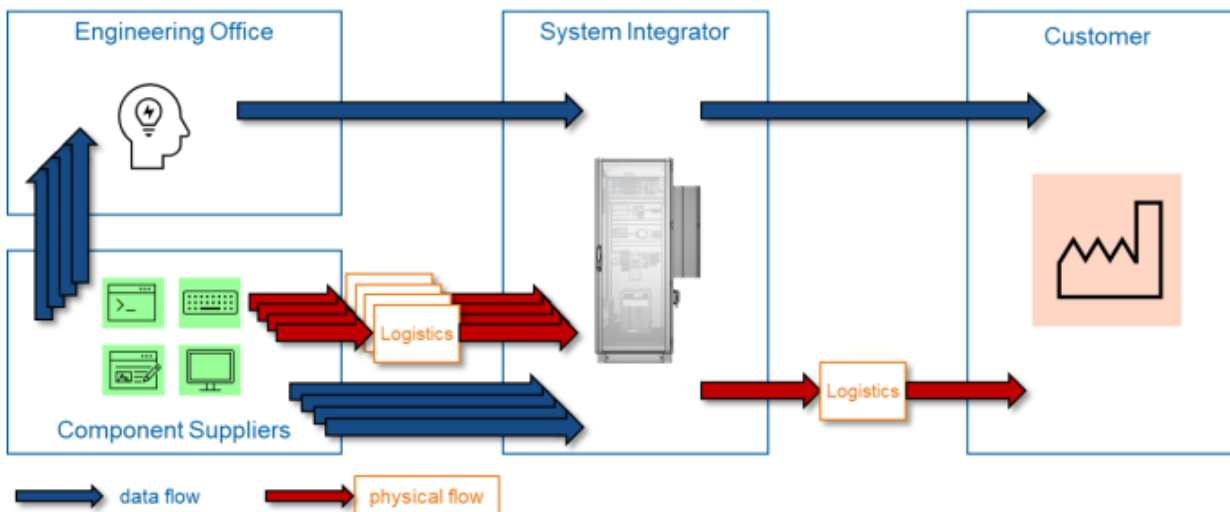 Engineering Office
System Integrator
Customer
Logistics
Logistics
Component Suppliers
data flow
physical flow